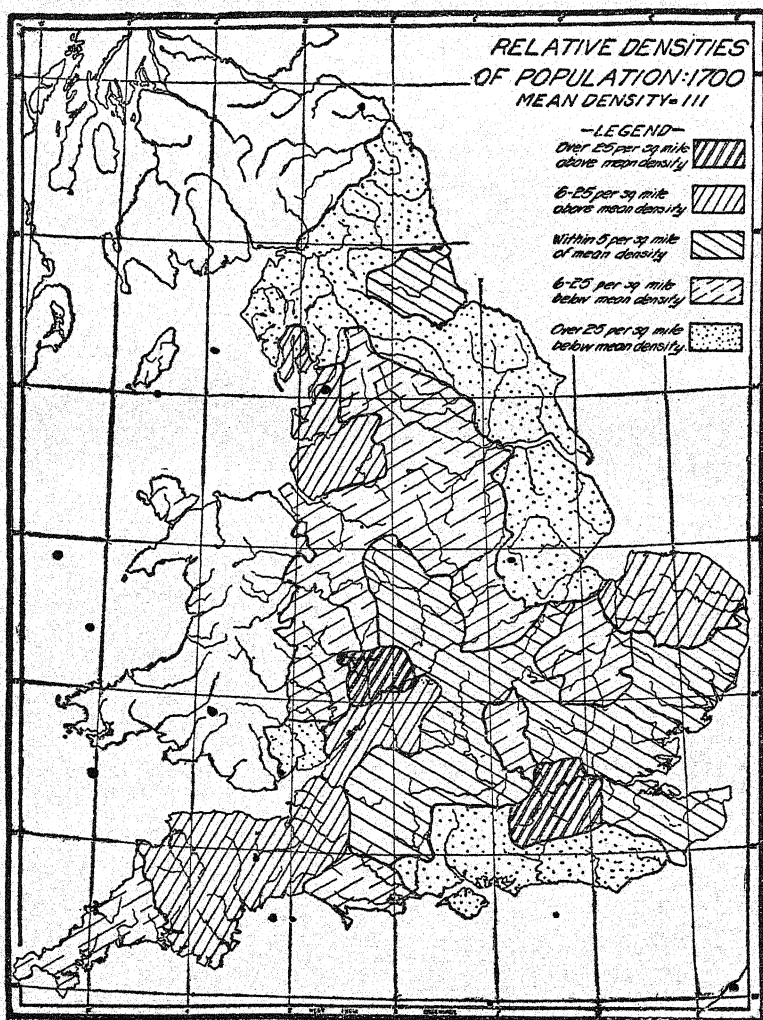 RELATIVE DENSITIES
OF POPULATION:1700
MEAN DENSITY=111
-LEGEND-
Over 25 per sq mile
above mean density
6-25 per sq mile
above mean density
Within 5 per sq mile
of mean density
6-25 per sq mile
below mean density
Over 25 per sq mile
below mean density